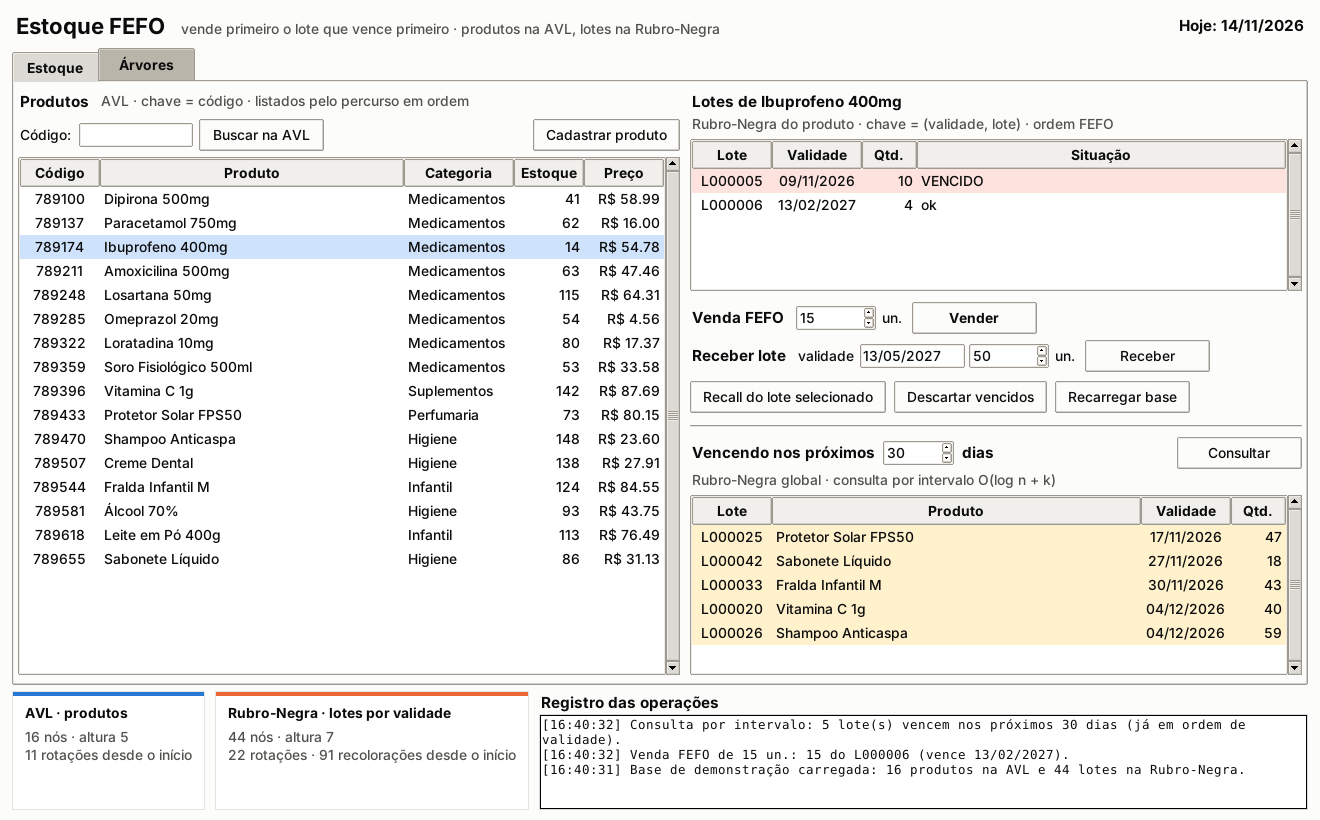 Estoque FEFO vende primeiro o lote que vence primeiro · produtos na AVL, lotes na Rubro-Negra Hoje: 14/11/2026
Estoque Árvores
Produtos AVL · chave = código · listados pelo percurso em ordem
Código: Buscar na AVL Cadastrar produto
Código Produto Categoria Estoque Preço
789100 Dipirona 500mg Medicamentos 41 R$ 58.99
789137 Paracetamol 750mg Medicamentos 62 R$ 16.00
789174 Ibuprofeno 400mg Medicamentos 14 R$ 54.78
789211 Amoxicilina 500mg Medicamentos 63 R$ 47.46
789248 Losartana 50mg Medicamentos 115 R$ 64.31
789285 Omeprazol 20mg Medicamentos 54 R$ 4.56
789322 Loratadina 10mg Medicamentos 80 R$ 17.37
789359 Soro Fisiológico 500ml Medicamentos 53 R$ 33.58
789396 Vitamina C 1g Suplementos 142 R$ 87.69
789433 Protetor Solar FPS50 Perfumaria 73 R$ 80.15
789470 Shampoo Anticaspa Higiene 148 R$ 23.60
789507 Creme Dental Higiene 138 R$ 27.91
789544 Fralda Infantil M Infantil 124 R$ 84.55
789581 Álcool 70% Higiene 93 R$ 43.75
789618 Leite em Pó 400g Infantil 113 R$ 76.49
789655 Sabonete Líquido Higiene 86 R$ 31.13
Lotes de Ibuprofeno 400mg
Rubro-Negra do produto · chave = (validade, lote) · ordem FEFO
Lote Validade Qtd. Situação
L000005 09/11/2026 10 VENCIDO
L000006 13/02/2027 4 ok
Venda FEFO 15 un. Vender
Receber lote validade 13/05/2027 50 un. Receber
Recall do lote selecionado Descartar vencidos Recarregar base
Vencendo nos próximos 30 dias Consultar
Rubro-Negra global · consulta por intervalo O(log n + k)
Lote Produto Validade Qtd.
L000025 Protetor Solar FPS50 17/11/2026 47
L000042 Sabonete Líquido 27/11/2026 18
L000033 Fralda Infantil M 30/11/2026 43
L000020 Vitamina C 1g 04/12/2026 40
L000026 Shampoo Anticaspa 04/12/2026 59
AVL · produtos
16 nós · altura 5
11 rotações desde o início
Rubro-Negra · lotes por validade
44 nós · altura 7
22 rotações · 91 recolorações desde o início
Registro das operações
[16:40:32] Consulta por intervalo: 5 lote(s) vencem nos próximos 30 dias (já em ordem de
validade).
[16:40:32] Venda FEFO de 15 un.: 15 do L000006 (vence 13/02/2027).
[16:40:31] Base de demonstração carregada: 16 produtos na AVL e 44 lotes na Rubro-Negra.